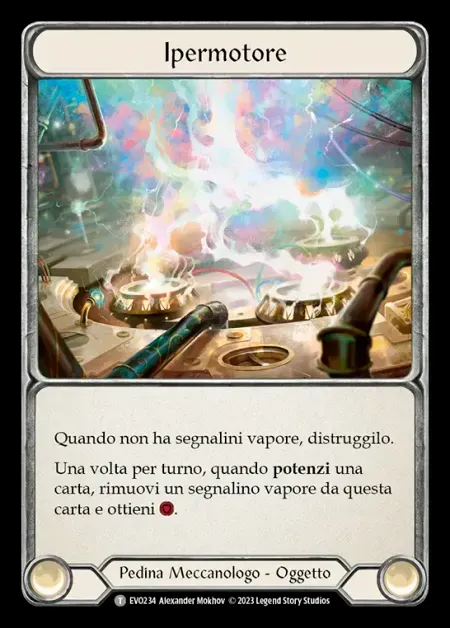 Ipermotore
Quando non ha segnalini vapore, distruggilo.
Una volta per turno, quando potenzi una
carta, rimuovi un segnalino vapore da questa
carta e ottieni .
Pedina Meccanologo - Oggetto
T EVO234 Alexander Mokhov © 2023 Legend Story Studios